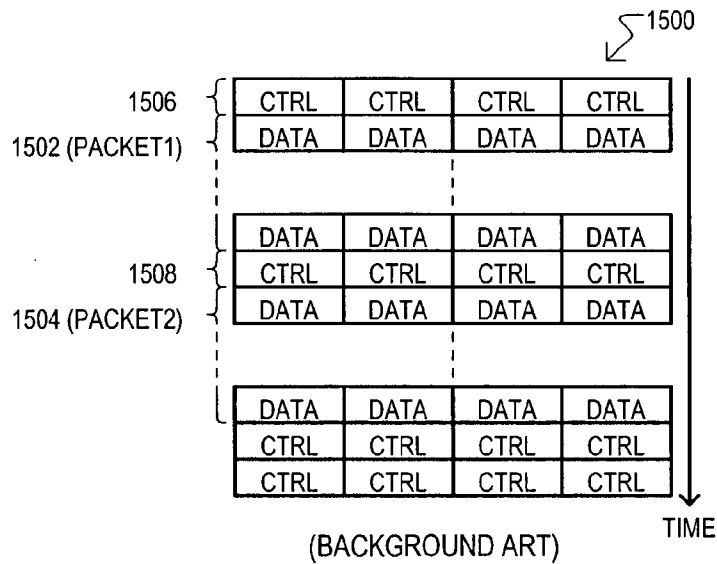 1500
1506 CTRL CTRL CTRL CTRL
1502 (PACKET1) DATA DATA DATA DATA
DATA DATA DATA DATA
1508 CTRL CTRL CTRL CTRL
1504 (PACKET2) DATA DATA DATA DATA
DATA DATA DATA DATA
CTRL CTRL CTRL CTRL
CTRL CTRL CTRL CTRL
TIME
(BACKGROUND ART)